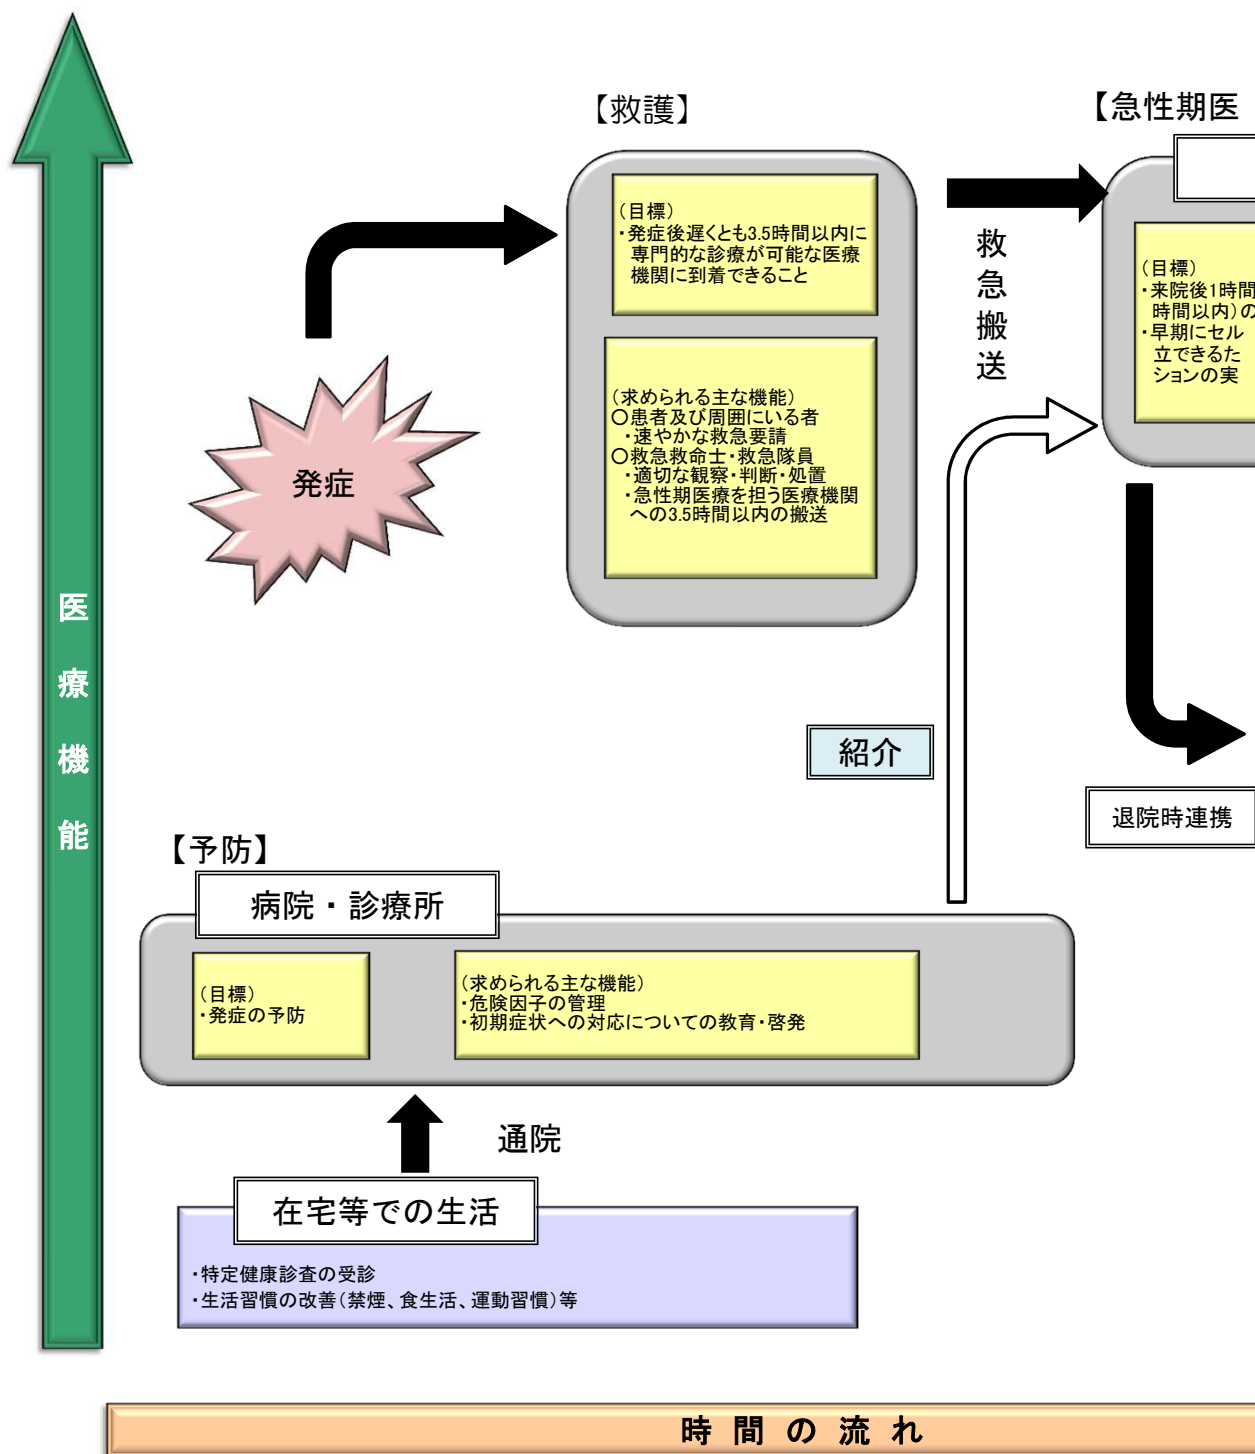 【救護】
(目標)
・発症後遅くとも3.5時間以内に
専門的な診療が可能な医療
機関に到着できること
(求められる主な機能)
○患者及び周囲にいる者
・速やかな救急要請
○救急救命士・救急隊員
・適切な観察・判断・処置
・急性期医療を担う医療機関
への3.5時間以内の搬送
救急搬送
【急性期医
(目標)
・来院後1時間
時間以内)の
・早期にセル
立できるた
ションの実
発症
医療機能
紹介
退院時連携
【予防】
病院・診療所
(目標)
・発症の予防
(求められる主な機能)
・危険因子の管理
・初期症状への対応についての教育・啓発
通院
在宅等での生活
・特定健康診査の受診
・生活習慣の改善(禁煙、食生活、運動習慣)等
時間の流れ